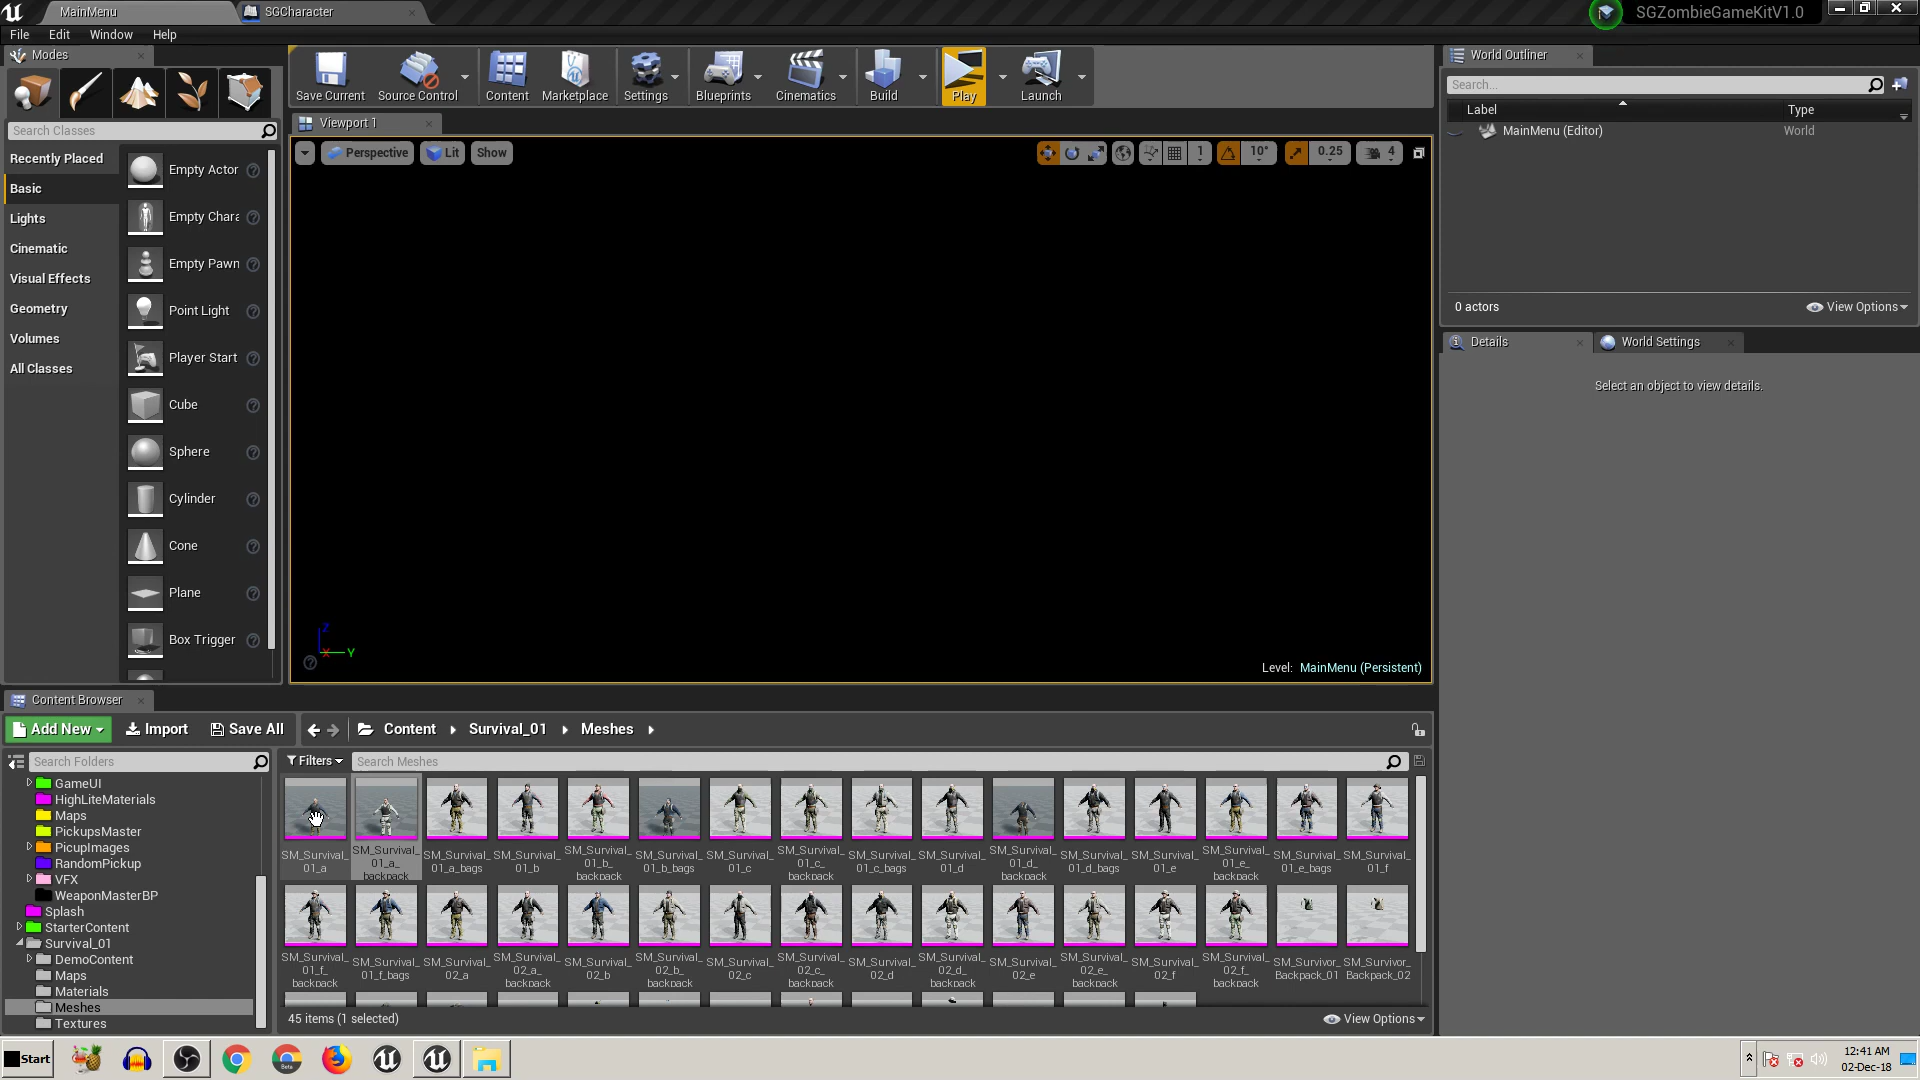 MainMenu
SGCharacter
SGZombieGameKitV1.0
File Edit Window Help
Modes
Search Classes
Recently Placed
Basic
Lights
Cinematic
Visual Effects
Geometry
Volumes
All Classes
Empty Actor
Empty Chara
Empty Pawn
Point Light
Player Start
Cube
Sphere
Cylinder
Cone
Plane
Box Trigger
Save Current
Source Control
Content
Marketplace
Settings
Blueprints
Cinematics
Build
Play
Launch
Viewport 1
Perspective Lit Show
1 10° 0.25 4
Z
X Y
Level: MainMenu (Persistent)
World Outliner
Search...
Label Type
MainMenu (Editor) World
0 actors
View Options
Details World Settings
Select an object to view details.
Content Browser
Add New Import Save All Content Survival_01 Meshes
Search Folders
Filters Search Meshes
GameUI
HighLiteMaterials
Maps
PickupsMaster
PicupImages
RandomPickup
VFX
WeaponMasterBP
Splash
StarterContent
Survival_01
DemoContent
Maps
Materials
Meshes
Textures
SM_Survival_01_a
SM_Survival_01_a_backpack
SM_Survival_01_a_bags
SM_Survival_01_b
SM_Survival_01_b_backpack
SM_Survival_01_b_bags
SM_Survival_01_c
SM_Survival_01_c_backpack
SM_Survival_01_c_bags
SM_Survival_01_d
SM_Survival_01_d_backpack
SM_Survival_01_d_bags
SM_Survival_01_e
SM_Survival_01_e_backpack
SM_Survival_01_e_bags
SM_Survival_01_f
SM_Survival_01_f_backpack
SM_Survival_01_f_bags
SM_Survival_02_a
SM_Survival_02_a_backpack
SM_Survival_02_b
SM_Survival_02_b_backpack
SM_Survival_02_c
SM_Survival_02_c_backpack
SM_Survival_02_d
SM_Survival_02_d_backpack
SM_Survival_02_e
SM_Survival_02_e_backpack
SM_Survival_02_f
SM_Survival_02_f_backpack
SM_Survivor_Backpack_01
SM_Survivor_Backpack_02
45 items (1 selected)
View Options
Start
12:41 AM
02-Dec-18